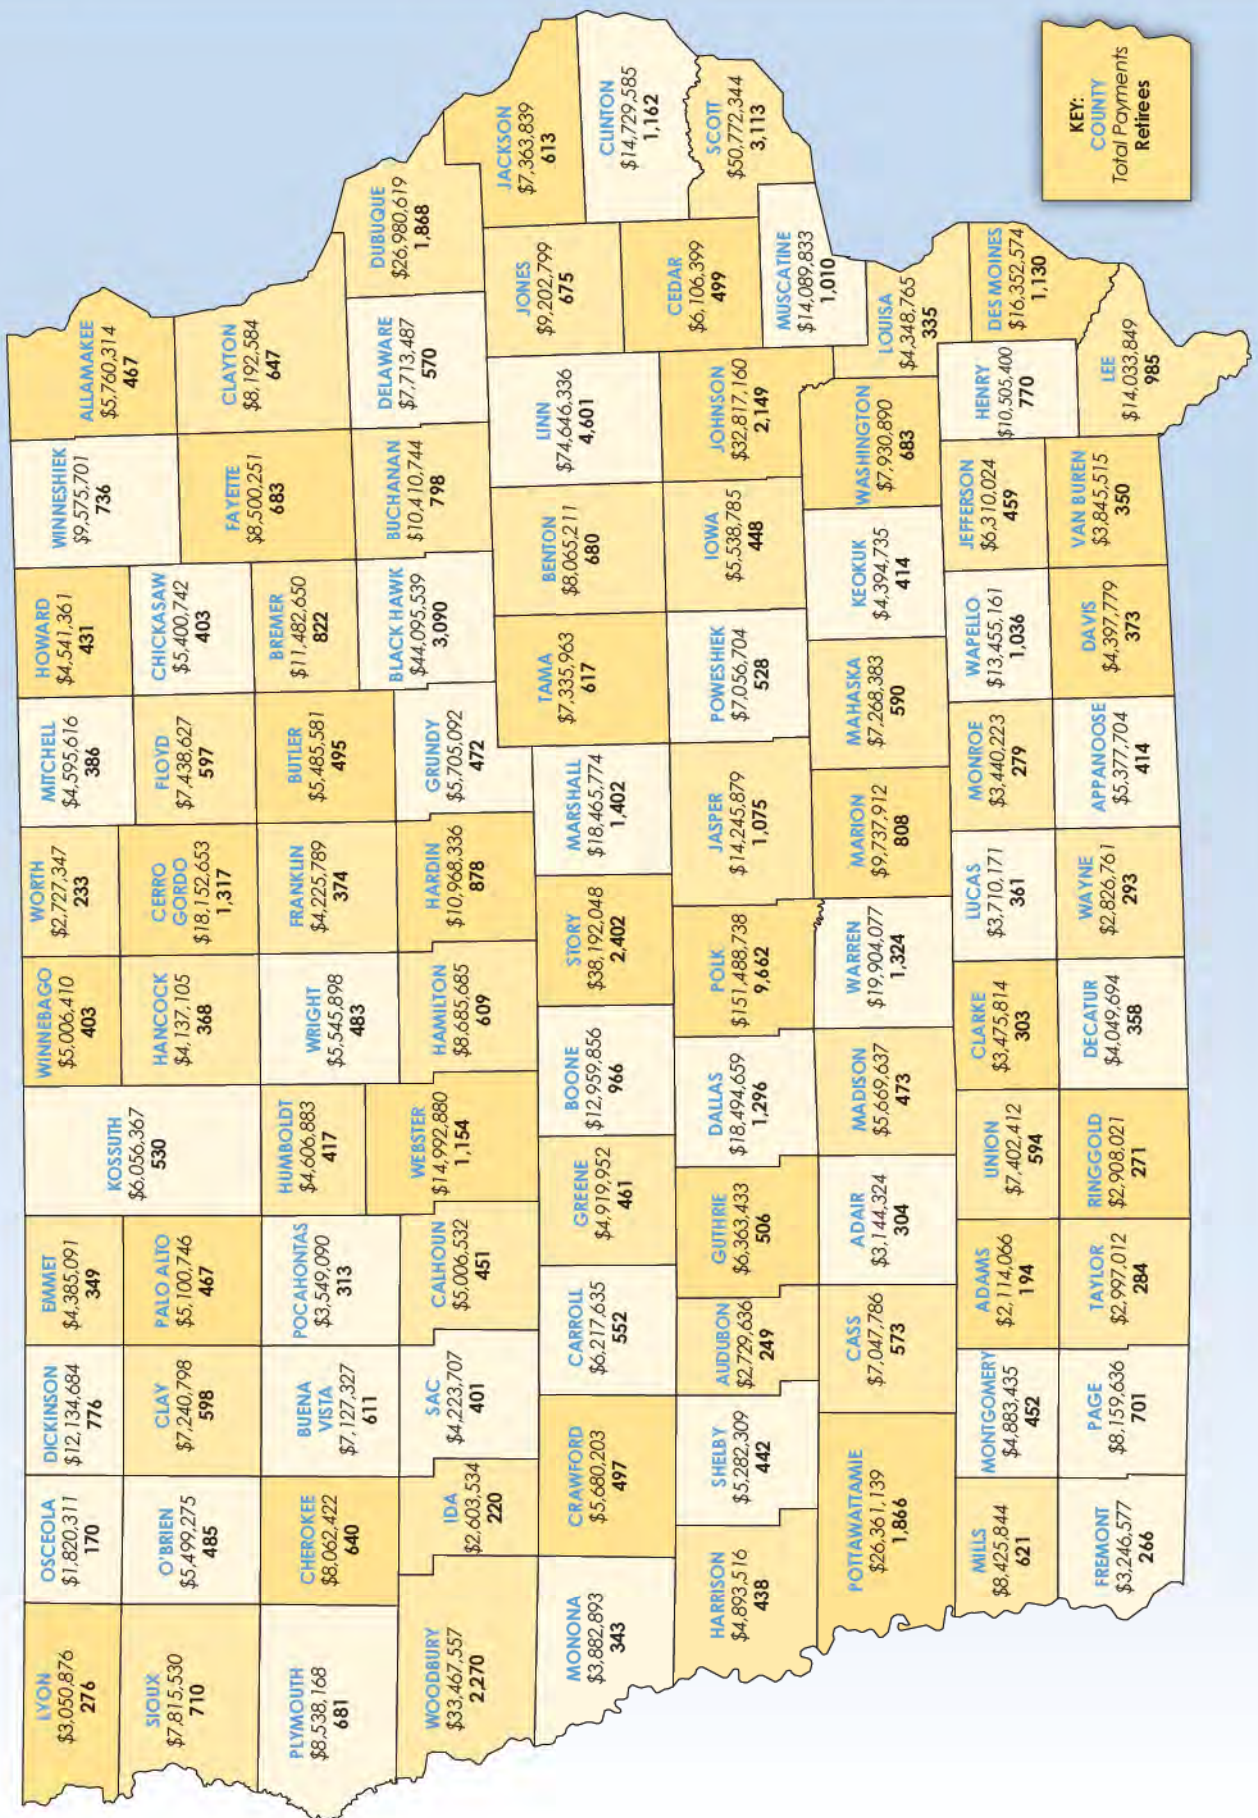 LYON
$3,050,876
276
OSCEOLA
$1,820,311
170
DICKINSON
$12,134,684
776
EMMET
$4,385,091
349
KOSSUTH
$6,056,367
530
WINNEBAGO
$5,006,410
403
WORTH
$2,727,347
233
MITCHELL
$4,595,616
386
HOWARD
$4,541,361
431
WINNESHIEK
$9,575,701
736
ALLAMAKEE
$5,760,314
467
SIOUX
$7,815,530
710
O'BRIEN
$5,499,275
485
CLAY
$7,240,798
598
PALO ALTO
$5,100,746
467
HANCOCK
$4,137,105
368
CERRO
GORDO
$18,152,653
1,317
FLOYD
$7,438,627
597
CHICKASAW
$5,400,742
403
FAYETTE
$8,500,251
683
CLAYTON
$8,192,584
647
PLYMOUTH
$8,538,168
681
CHEROKEE
$8,062,422
640
BUENA
VISTA
$7,127,327
611
POCAHONTAS
$3,549,090
313
HUMBOLDT
$4,606,883
417
WRIGHT
$5,545,898
483
FRANKLIN
$4,225,789
374
BUTLER
$5,485,581
495
BREMER
$11,482,650
822
WOODBURY
$33,467,557
2,270
IDA
$2,603,534
220
SAC
$4,223,707
401
CALHOUN
$5,006,532
451
WEBSTER
$14,992,880
1,154
HAMILTON
$8,685,685
609
HARDIN
$10,968,336
878
GRUNDY
$5,705,092
472
BLACK HAWK
$44,095,539
3,090
BUCHANAN
$10,410,744
798
DELAWARE
$7,713,487
570
DUBUQUE
$26,980,619
1,868
MONONA
$3,882,893
343
CRAWFORD
$5,680,203
497
CARROLL
$6,217,635
552
GREENE
$4,919,952
461
BOONE
$12,959,856
966
STORY
$38,192,048
2,402
MARSHALL
$18,465,774
1,402
TAMA
$7,335,963
617
BENTON
$8,065,211
680
LINN
$74,646,336
4,601
JONES
$9,202,799
675
JACKSON
$7,363,839
613
CLINTON
$14,729,585
1,162
HARRISON
$4,893,516
438
SHELBY
$5,282,309
442
AUDUBON
$2,729,636
249
GUTHRIE
$6,363,433
506
DALLAS
$18,494,659
1,296
POLK
$151,488,738
9,662
JASPER
$14,245,879
1,075
POWESHIEK
$7,056,704
528
IOWA
$5,538,785
448
JOHNSON
$32,817,160
2,149
CEDAR
$6,106,399
499
SCOTT
$50,772,344
3,113
POTTAWATTAMIE
$26,361,139
1,866
CASS
$7,047,786
573
ADAIR
$3,144,324
304
MADISON
$5,669,637
473
WARREN
$19,904,077
1,324
MARION
$9,737,912
808
MAHASKA
$7,268,383
590
KEOKUK
$4,394,735
414
WASHINGTON
$7,930,890
683
MUSCATINE
$14,089,833
1,010
LOUISA
$4,348,765
335
MILLS
$8,425,844
621
MONTGOMERY
$4,883,435
452
ADAMS
$2,114,066
194
UNION
$7,402,412
594
CLARKE
$3,475,814
303
LUCAS
$3,710,171
361
MONROE
$3,440,223
279
WAPELLO
$13,455,161
1,036
JEFFERSON
$6,310,024
459
HENRY
$10,505,400
770
DES MOINES
$16,352,574
1,130
FREMONT
$3,246,577
266
PAGE
$8,159,636
701
TAYLOR
$2,997,012
284
RINGGOLD
$2,908,021
271
DECATUR
$4,049,694
358
WAYNE
$2,826,761
293
APPANOOSE
$5,377,704
414
DAVIS
$4,397,779
373
VAN BUREN
$3,845,515
350
LEE
$14,033,849
985
KEY:
COUNTY
Total Payments
Retirees